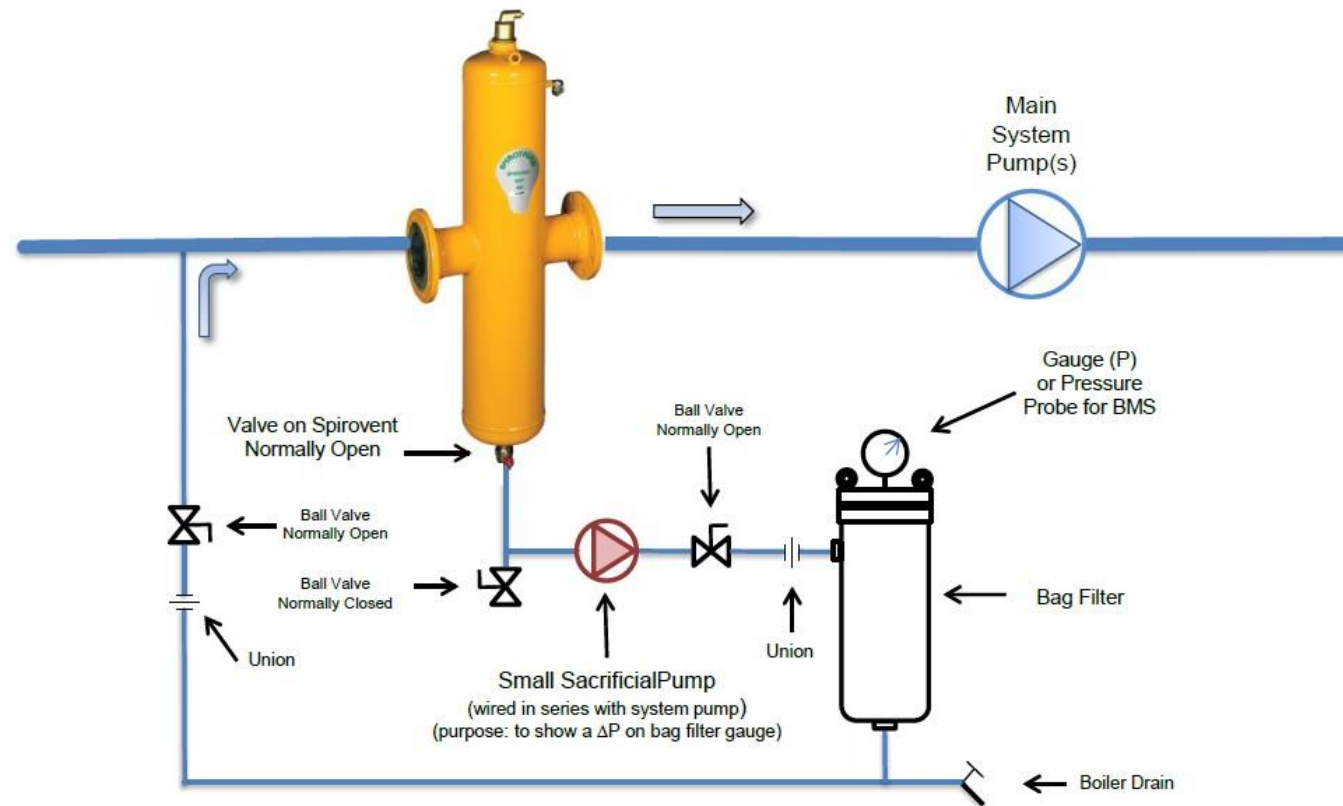 Main
System
Pump(s)
SPIROTHERM
Gauge (P)
or Pressure
Probe for BMS
Ball Valve
Normally Open
Valve on Spirovent
Normally Open
Ball Valve
Normally Open
Ball Valve
Normally Closed
Bag Filter
Union
Union
Small SacrificialPump
(wired in series with system pump)
(purpose: to show a ΔP on bag filter gauge)
Boiler Drain